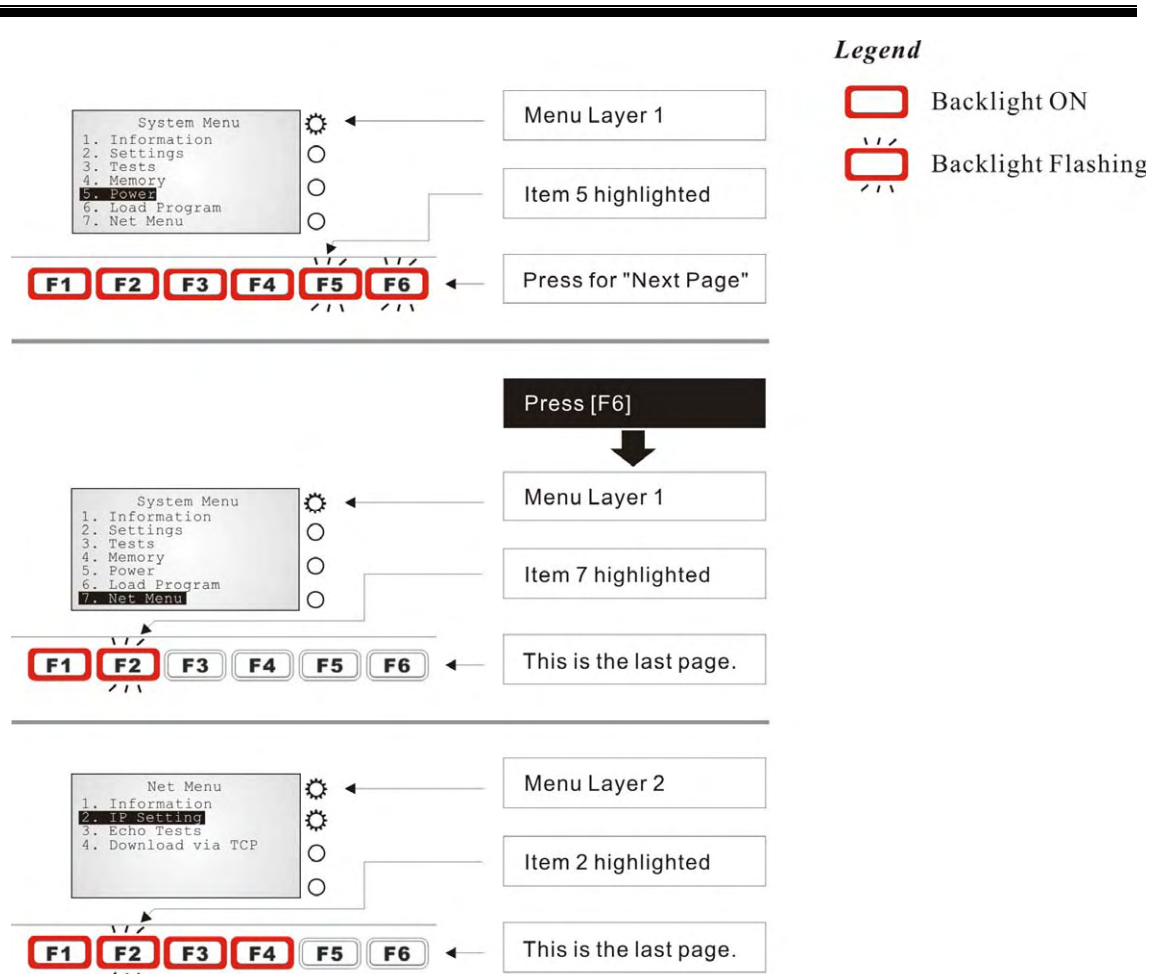 Legend
Backlight ON
Backlight Flashing
System Menu
1. Information
2. Settings
3. Tests
4. Memory
5. Power
6. Load Program
7. Net Menu
Menu Layer 1
Item 5 highlighted
F1 F2 F3 F4 F5 F6
Press for "Next Page"
Press [F6]
System Menu
1. Information
2. Settings
3. Tests
4. Memory
5. Power
6. Load Program
7. Net Menu
Menu Layer 1
Item 7 highlighted
F1 F2 F3 F4 F5 F6
This is the last page.
Net Menu
1. Information
2. IP Setting
3. Echo Tests
4. Download via TCP
Menu Layer 2
Item 2 highlighted
F1 F2 F3 F4 F5 F6
This is the last page.